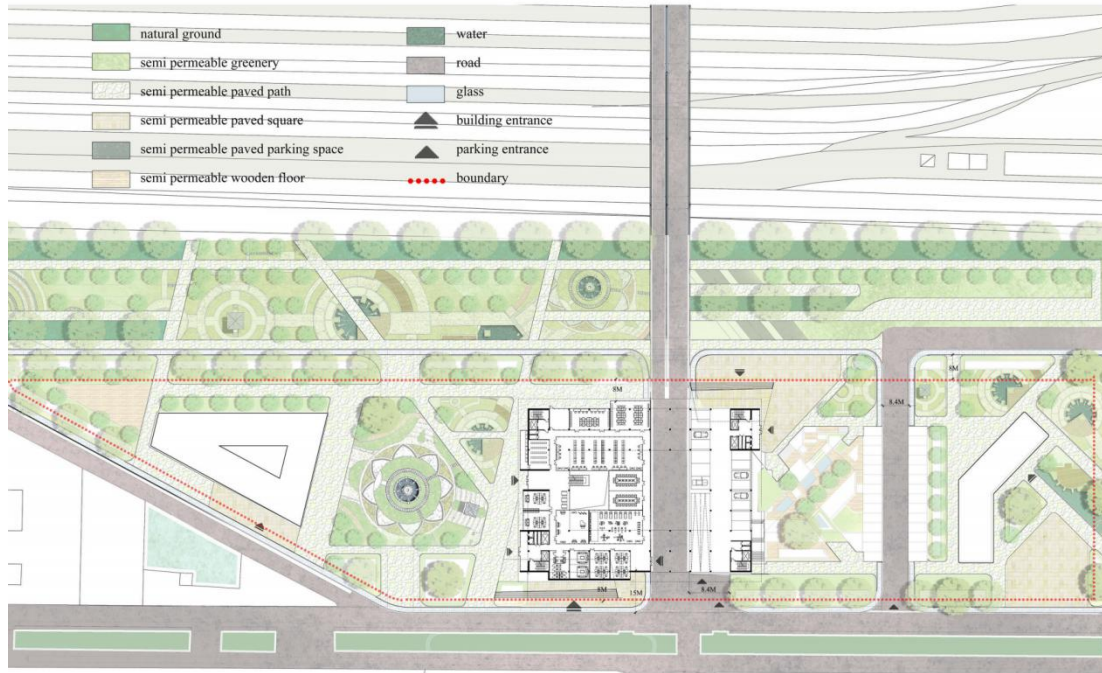 natural ground
semi permeable greenery
semi permeable paved path
semi permeable paved square
semi permeable paved parking space
semi permeable wooden floor
water
road
glass
building entrance
parking entrance
boundary
8M
8M
8.4M
8M
15M
8.4M